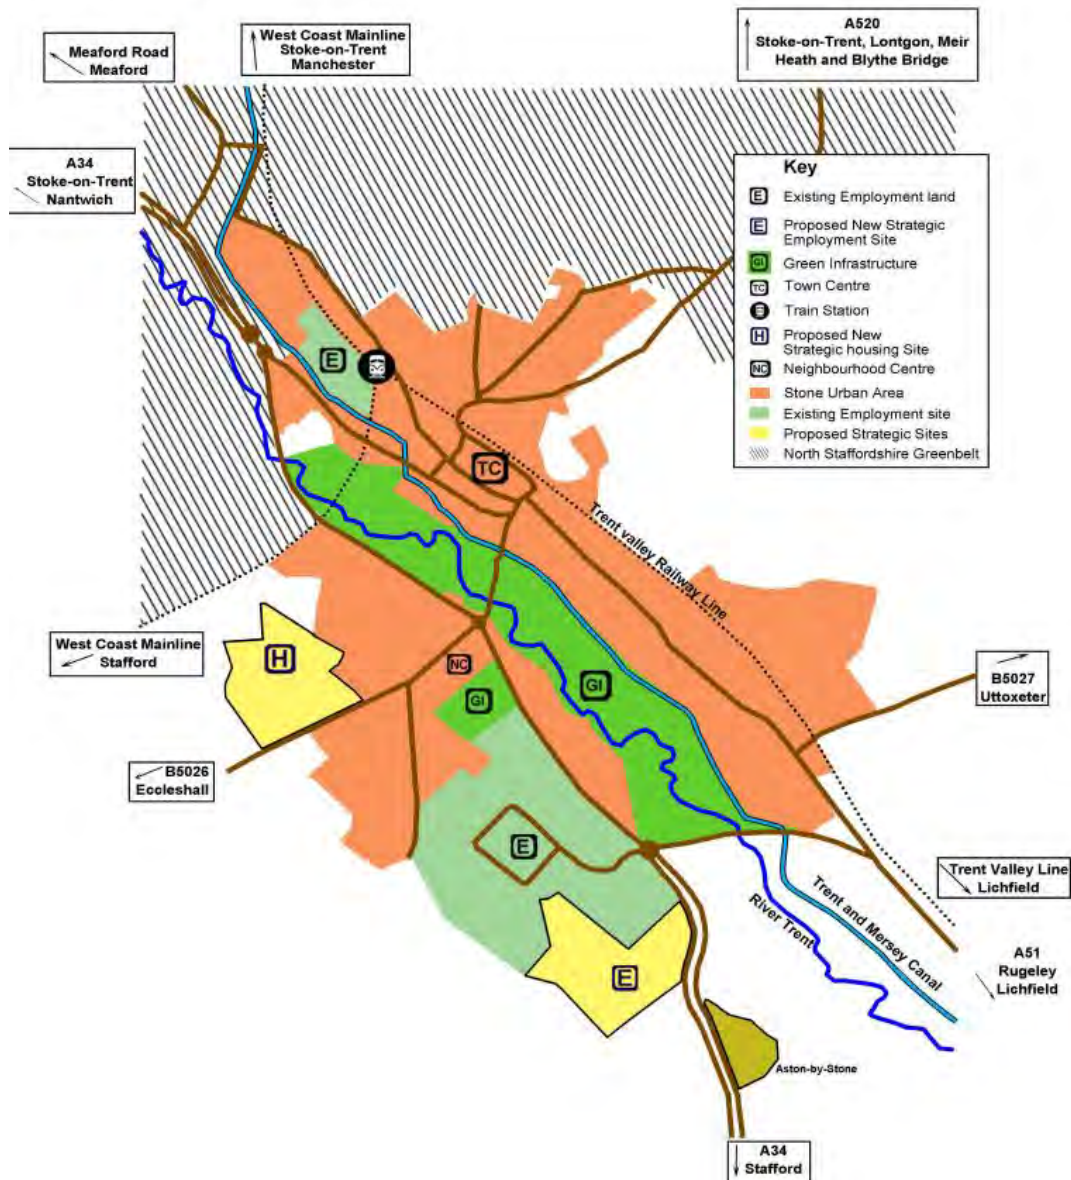 West Coast Mainline
Stoke-on-Trent
Manchester
A520
Stoke-on-Trent, Lontgon, Meir
Heath and Blythe Bridge
Meaford Road
Meaford
A34
Stoke-on-Trent
Nantwich
Key
E Existing Employment land
E Proposed New Strategic
Employment Site
GI Green Infrastructure
TC Town Centre
Train Station
H Proposed New
Strategic housing Site
NC Neighbourhood Centre
Stone Urban Area
Existing Employment site
Proposed Strategic Sites
North Staffordshire Greenbelt
E
TC
Trent valley Railway Line
West Coast Mainline
Stafford
H
NC
GI
GI
B5027
Uttoxeter
B5026
Eccleshall
E
Trent Valley Line
Lichfield
River Trent
Trent and Mersey Canal
E
A51
Rugeley
Lichfield
Aston-by-Stone
A34
Stafford